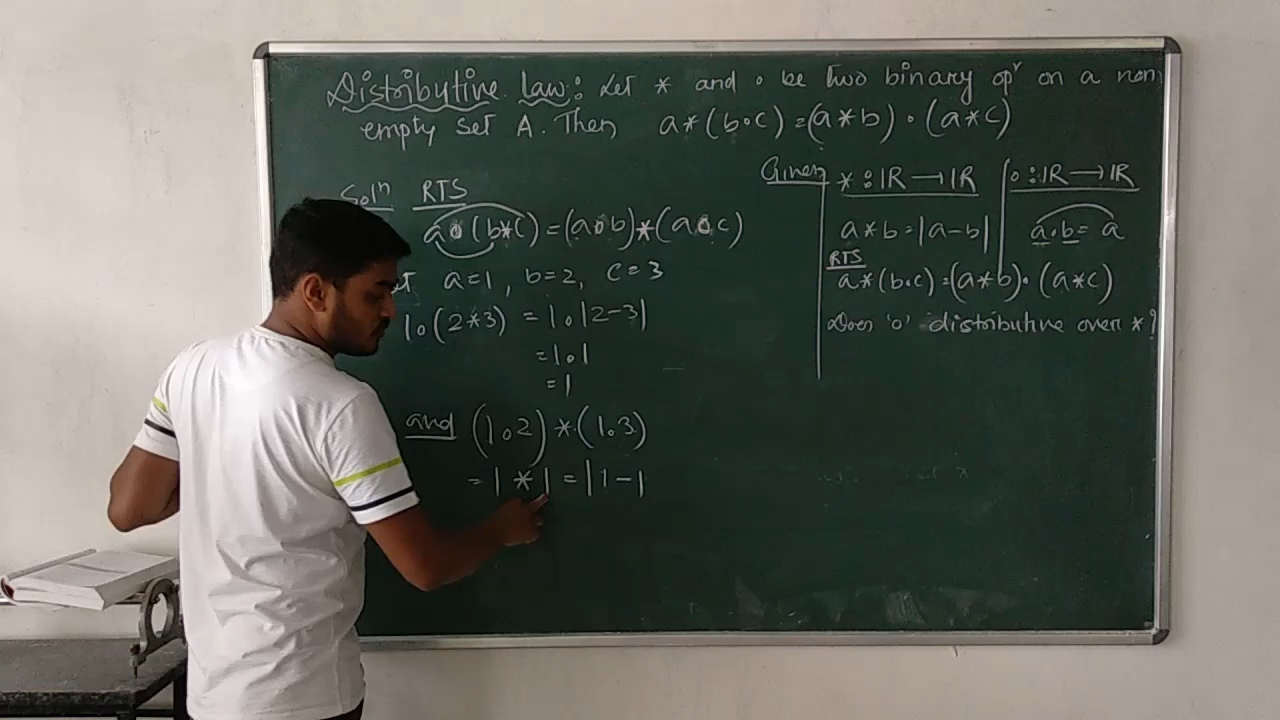 Distributive Law: Let * and ∘ be two binary opr on a non
empty set A. Then a*(b∘c)=(a*b)∘(a*c)
Soln RTS
a∘(b*c)=(a∘b)*(a∘c)
a=1, b=2, c=3
1∘(2*3) = 1∘|2-3|
=1∘1
=1
and (1∘2)*(1∘3)
=1*1=|1-1
Given *:IR→IR
a*b=|a-b|
∘:IR→IR
a∘b=a
RTS
a*(b∘c)=(a*b)∘(a*c)
Does 'o' distributive over *?